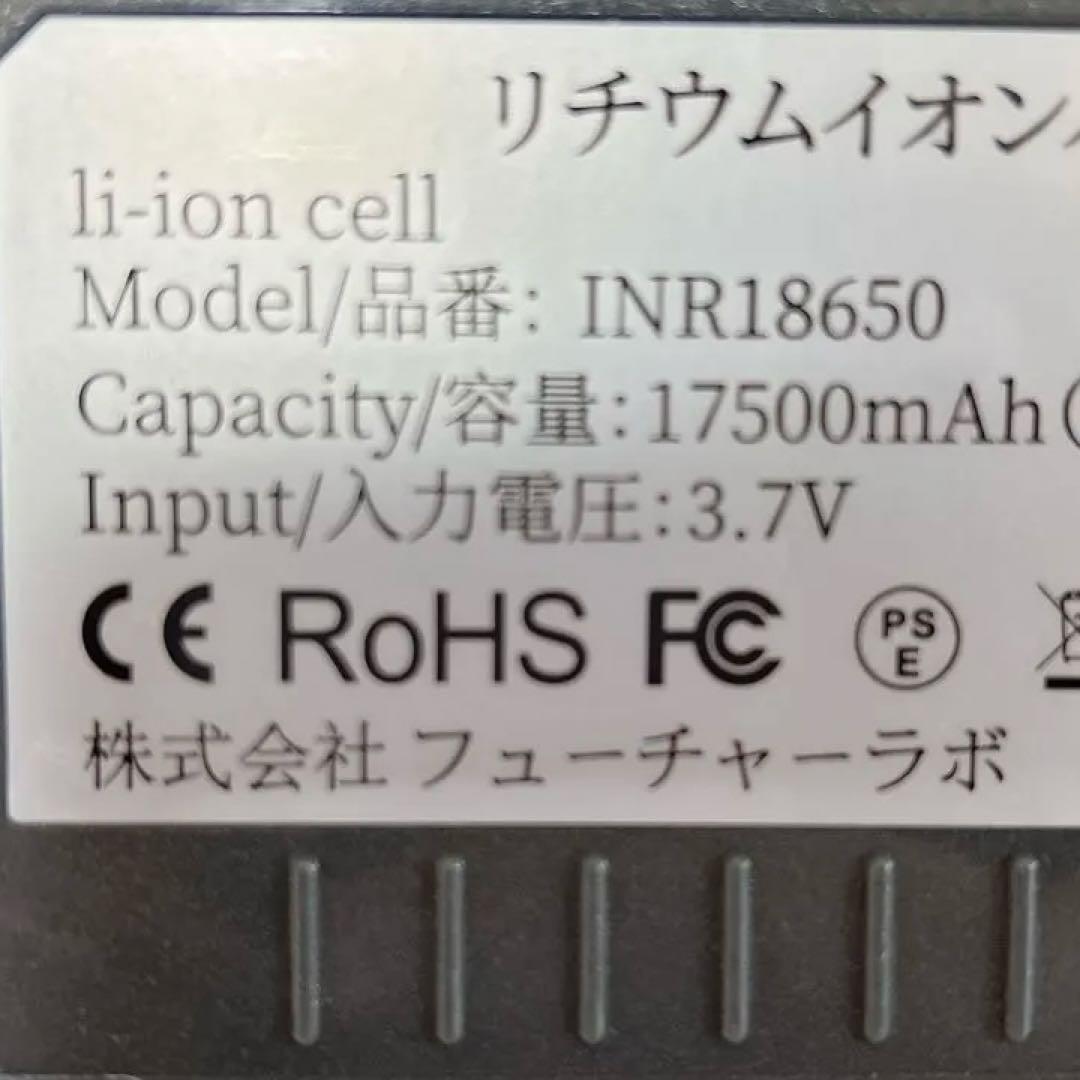 リチウムイオン
li-ion cell
Model/品番: INR18650
Capacity/容量:17500mAh(
Input/入力電圧:3.7V
CE RoHS FC PSE
株式会社 フューチャーラボ